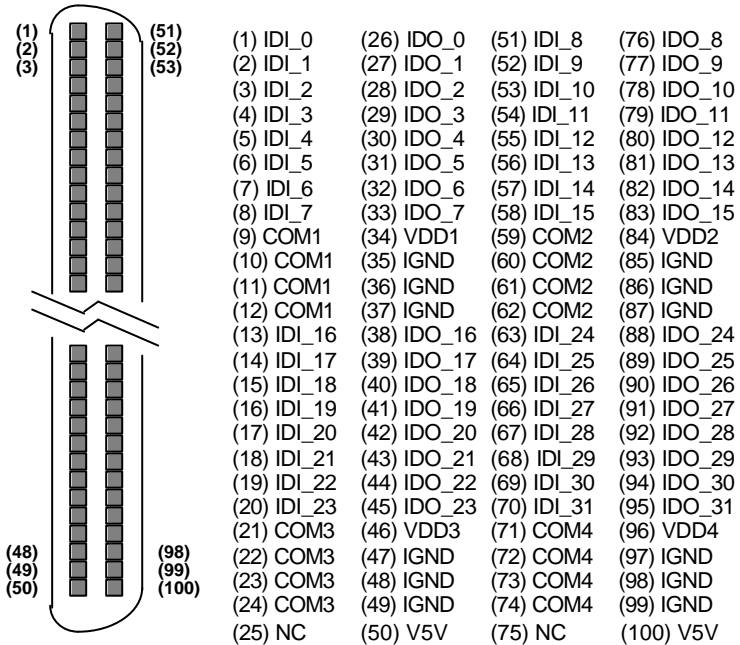 (1) (51)
(2) (52)
(3) (53)
(48) (98)
(49) (99)
(50) (100)
(1) IDI_0 (26) IDO_0 (51) IDI_8 (76) IDO_8
(2) IDI_1 (27) IDO_1 (52) IDI_9 (77) IDO_9
(3) IDI_2 (28) IDO_2 (53) IDI_10 (78) IDO_10
(4) IDI_3 (29) IDO_3 (54) IDI_11 (79) IDO_11
(5) IDI_4 (30) IDO_4 (55) IDI_12 (80) IDO_12
(6) IDI_5 (31) IDO_5 (56) IDI_13 (81) IDO_13
(7) IDI_6 (32) IDO_6 (57) IDI_14 (82) IDO_14
(8) IDI_7 (33) IDO_7 (58) IDI_15 (83) IDO_15
(9) COM1 (34) VDD1 (59) COM2 (84) VDD2
(10) COM1 (35) IGND (60) COM2 (85) IGND
(11) COM1 (36) IGND (61) COM2 (86) IGND
(12) COM1 (37) IGND (62) COM2 (87) IGND
(13) IDI_16 (38) IDO_16 (63) IDI_24 (88) IDO_24
(14) IDI_17 (39) IDO_17 (64) IDI_25 (89) IDO_25
(15) IDI_18 (40) IDO_18 (65) IDI_26 (90) IDO_26
(16) IDI_19 (41) IDO_19 (66) IDI_27 (91) IDO_27
(17) IDI_20 (42) IDO_20 (67) IDI_28 (92) IDO_28
(18) IDI_21 (43) IDO_21 (68) IDI_29 (93) IDO_29
(19) IDI_22 (44) IDO_22 (69) IDI_30 (94) IDO_30
(20) IDI_23 (45) IDO_23 (70) IDI_31 (95) IDO_31
(21) COM3 (46) VDD3 (71) COM4 (96) VDD4
(22) COM3 (47) IGND (72) COM4 (97) IGND
(23) COM3 (48) IGND (73) COM4 (98) IGND
(24) COM3 (49) IGND (74) COM4 (99) IGND
(25) NC (50) V5V (75) NC (100) V5V